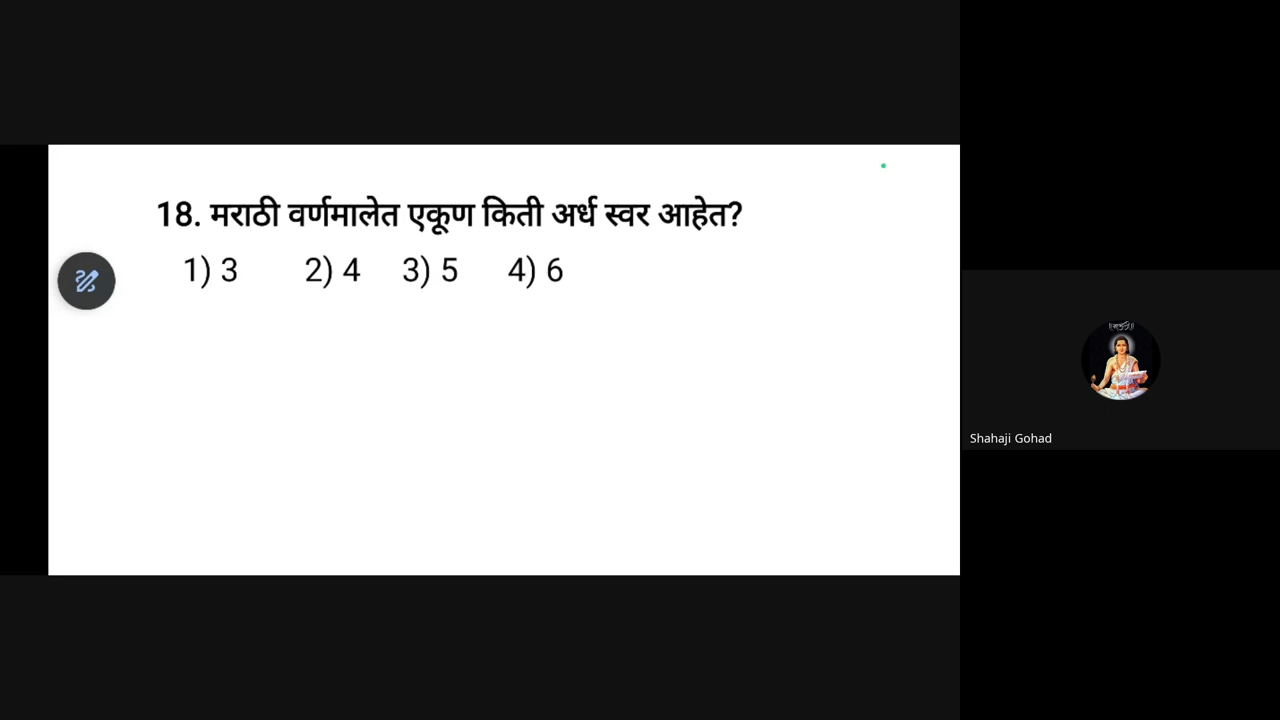 18. मराठी वर्णमालेत एकूण किती अर्ध स्वर आहेत?
1) 3 2) 4 3) 5 4) 6
Shahaji Gohad